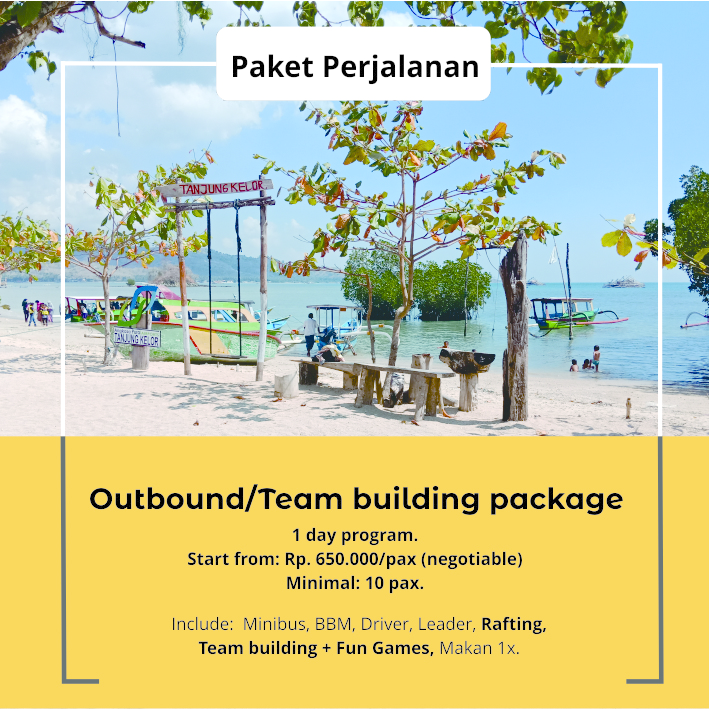 Paket Perjalanan
TANJUNG KELOR
TANJUNG KELOR
Outbound/Team building package
1 day program.
Start from: Rp. 650.000/pax (negotiable)
Minimal: 10 pax.
Include:  Minibus, BBM, Driver, Leader, Rafting,
Team building + Fun Games, Makan 1x.